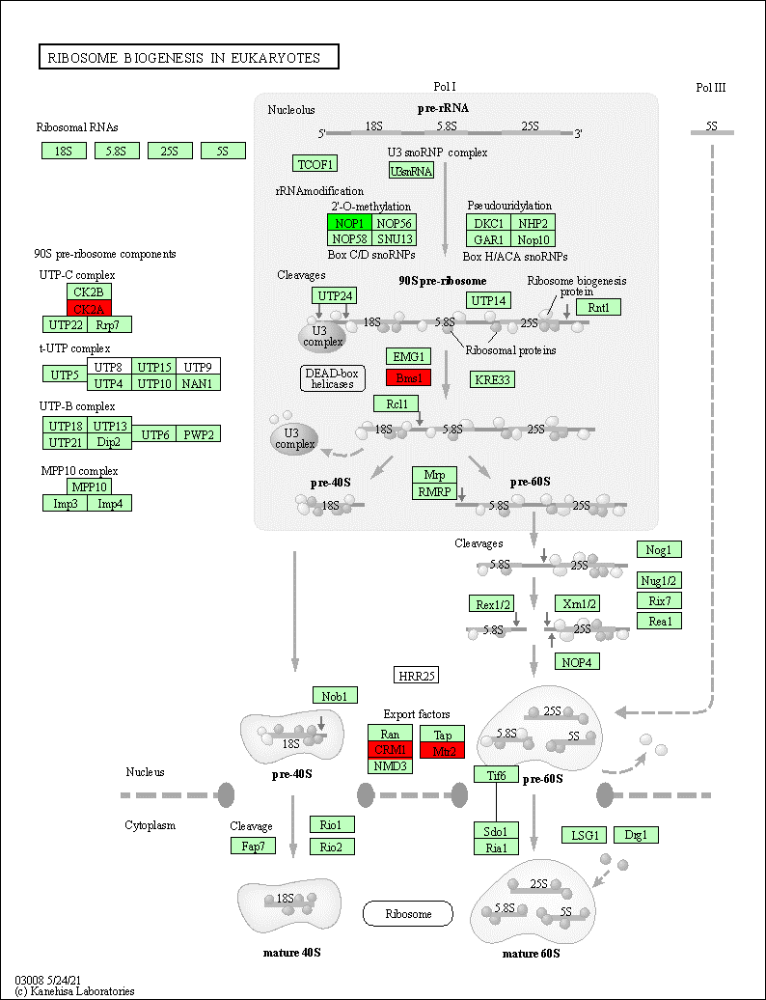 RIBOSOME BIOGENESIS IN EUKARYOTES
Pol I
Pol III
Nucleolus
pre-rRNA
Ribosomal RNAs
5'
18S
5.8S
25S
3'
5S
18S
5.8S
25S
5S
TCOF1
U3 snoRNP complex
U3snRNA
rRNAmodification
2'-O-methylation
Pseudouridylation
NOP1
NOP56
DKC1
NHP2
NOP58
SNU13
GAR1
Nop10
Box C/D snoRNPs
Box H/ACA snoRNPs
90S pre-ribosome components
UTP-C complex
CK2B
CK2A
UTP22
Rrp7
t-UTP complex
UTP5
UTP8
UTP15
UTP9
UTP4
UTP10
NAN1
UTP-B complex
UTP18
UTP13
UTP21
Dip2
UTP6
PWP2
MPP10 complex
MPP10
Imp3
Imp4
Cleavages
90S pre-ribosome
Ribosome biogenesis
protein
UTP24
UTP14
Rnt1
18S
5.8S
25S
U3
complex
Ribosomal proteins
EMG1
DEAD-box
helicases
Bms1
KRE33
Rcl1
18S
5.8S
25S
U3
complex
pre-40S
Mrp
RMRP
pre-60S
18S
5.8S
25S
Cleavages
Nog1
5.8S
25S
Nug1/2
Rex1/2
Xrn1/2
Rix7
Rea1
5.8S
25S
NOP4
HRR25
Nob1
Export factors
Ran
CRM1
NMD3
Tap
Mtr2
18S
25S
5.8S
5S
pre-40S
Tif6
pre-60S
Nucleus
Cytoplasm
Cleavage
Fap7
Rio1
Rio2
Sdo1
Ria1
LSG1
Drg1
18S
25S
5.8S
5S
Ribosome
mature 40S
mature 60S
03008 5/24/21
(c) Kanehisa Laboratories